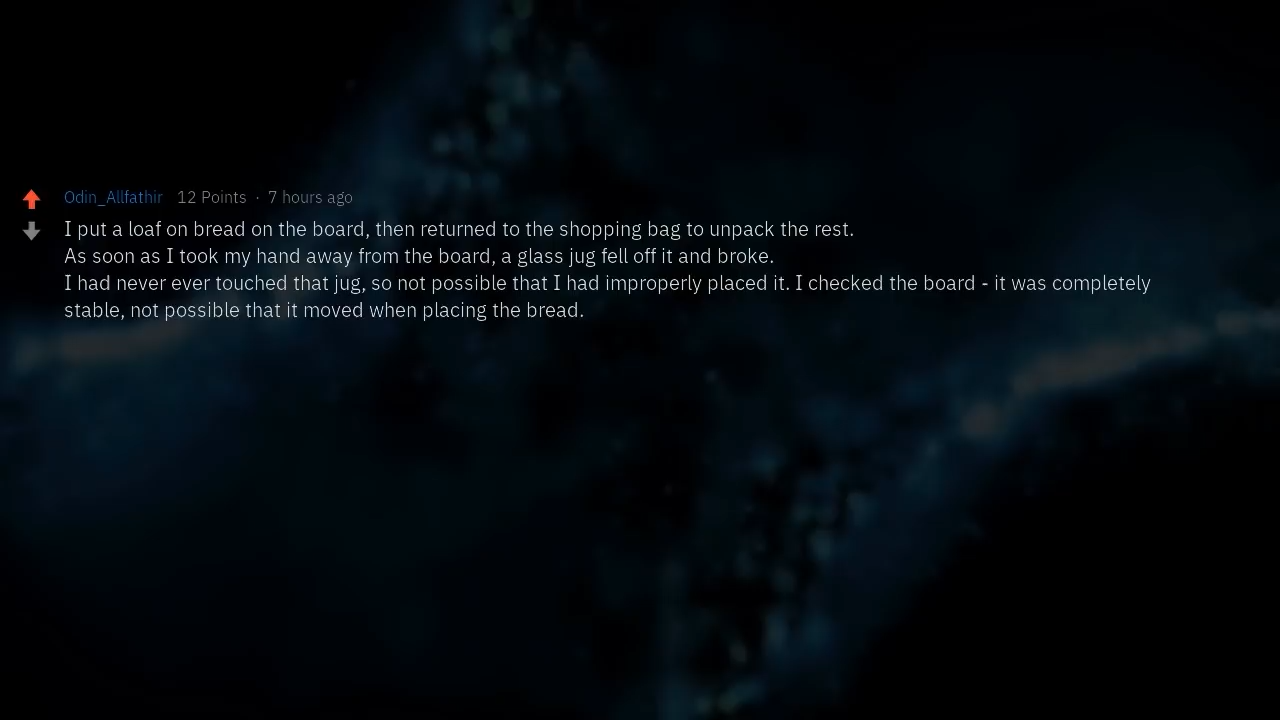 Odin_Allfathir 12 Points · 7 hours ago
I put a loaf on bread on the board, then returned to the shopping bag to unpack the rest.
As soon as I took my hand away from the board, a glass jug fell off it and broke.
I had never ever touched that jug, so not possible that I had improperly placed it. I checked the board - it was completely
stable, not possible that it moved when placing the bread.